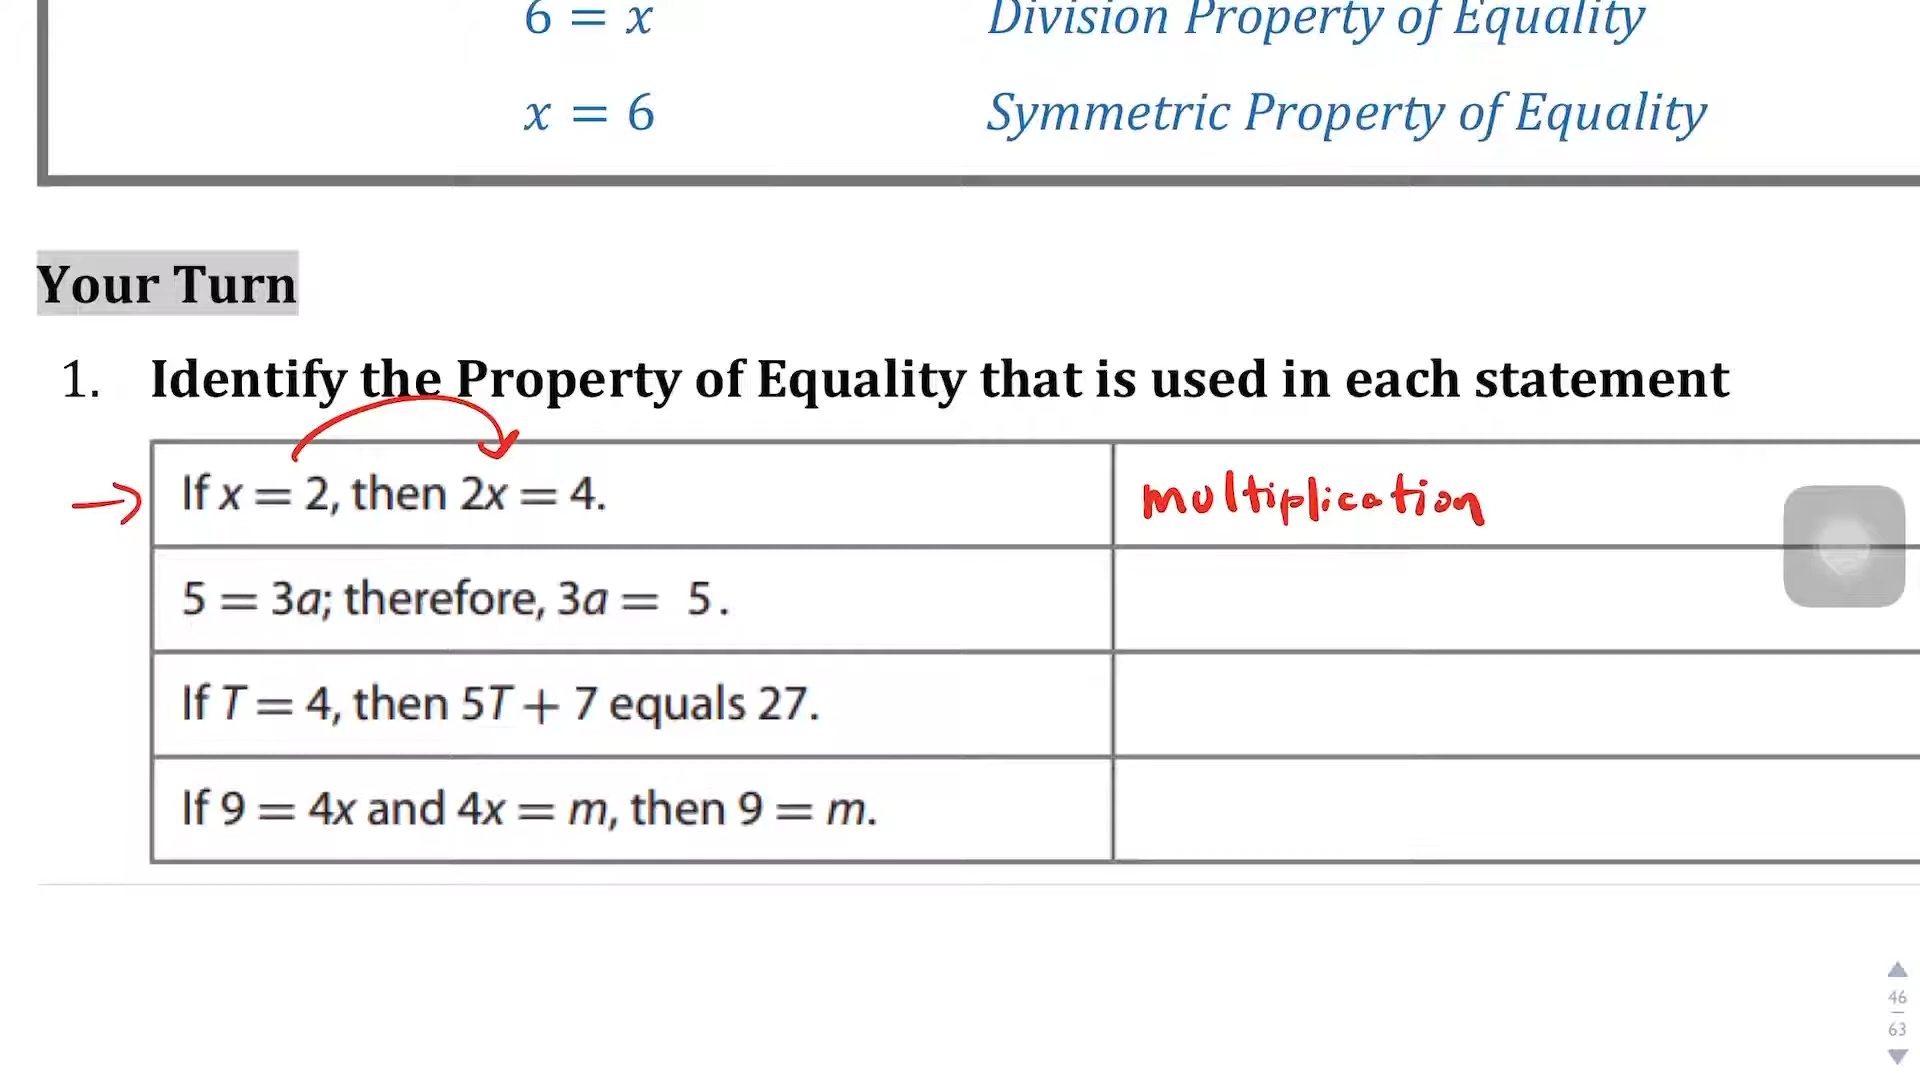 6 = x Division Property of Equality
x = 6 Symmetric Property of Equality
Your Turn
1. Identify the Property of Equality that is used in each statement
If x = 2, then 2x = 4. multiplication
5 = 3a; therefore, 3a = 5.
If T = 4, then 5T + 7 equals 27.
If 9 = 4x and 4x = m, then 9 = m.
46
63